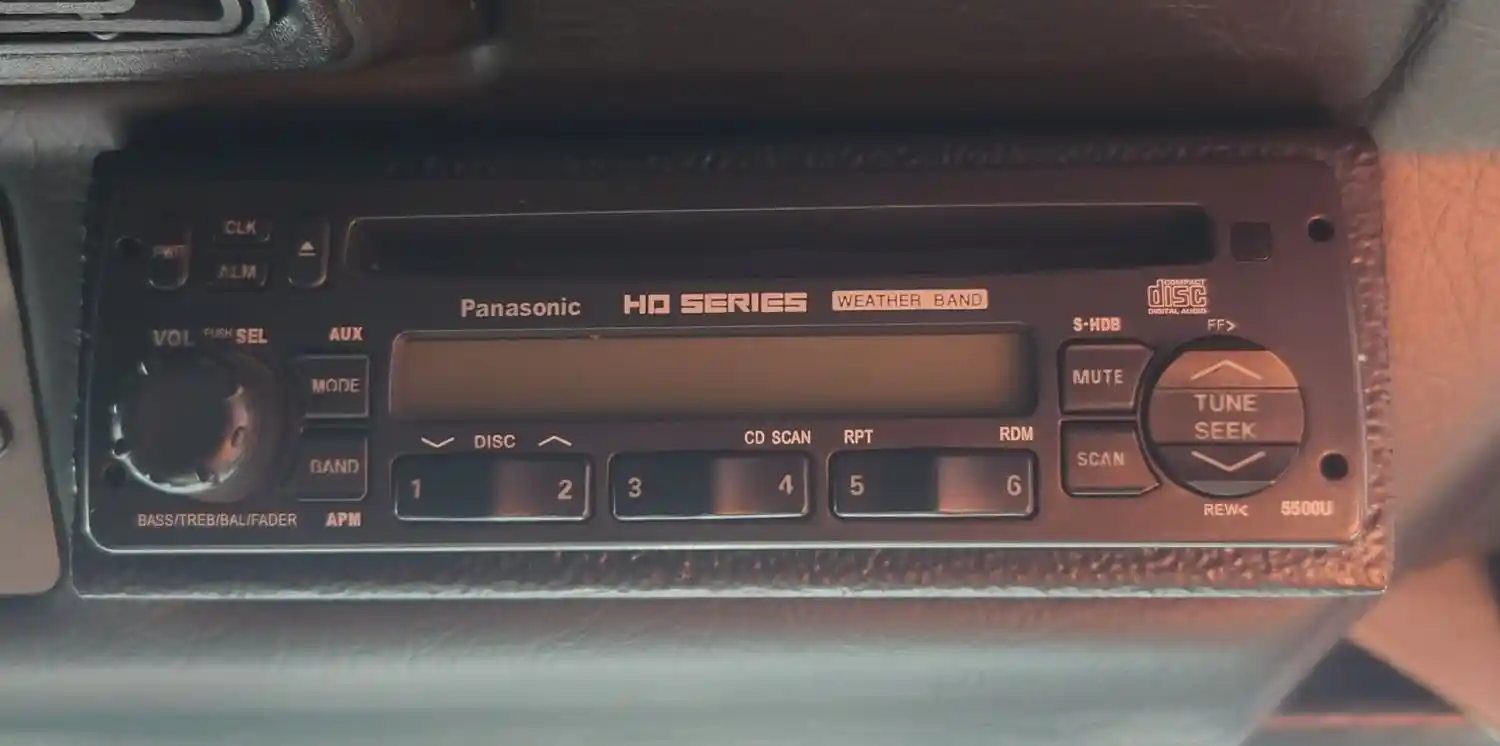 CLK
PWR
ALM
Panasonic HD SERIES WEATHER BAND
COMPACT
disc
DIGITAL AUDIO
VOL PUSH SEL
AUX
S·HDB
FF>
MODE
MUTE
TUNE
SEEK
DISC
CD SCAN
RPT
RDM
BAND
SCAN
1 2
3 4
5 6
BASS/TREB/BAL/FADER
APM
REW<
5500U